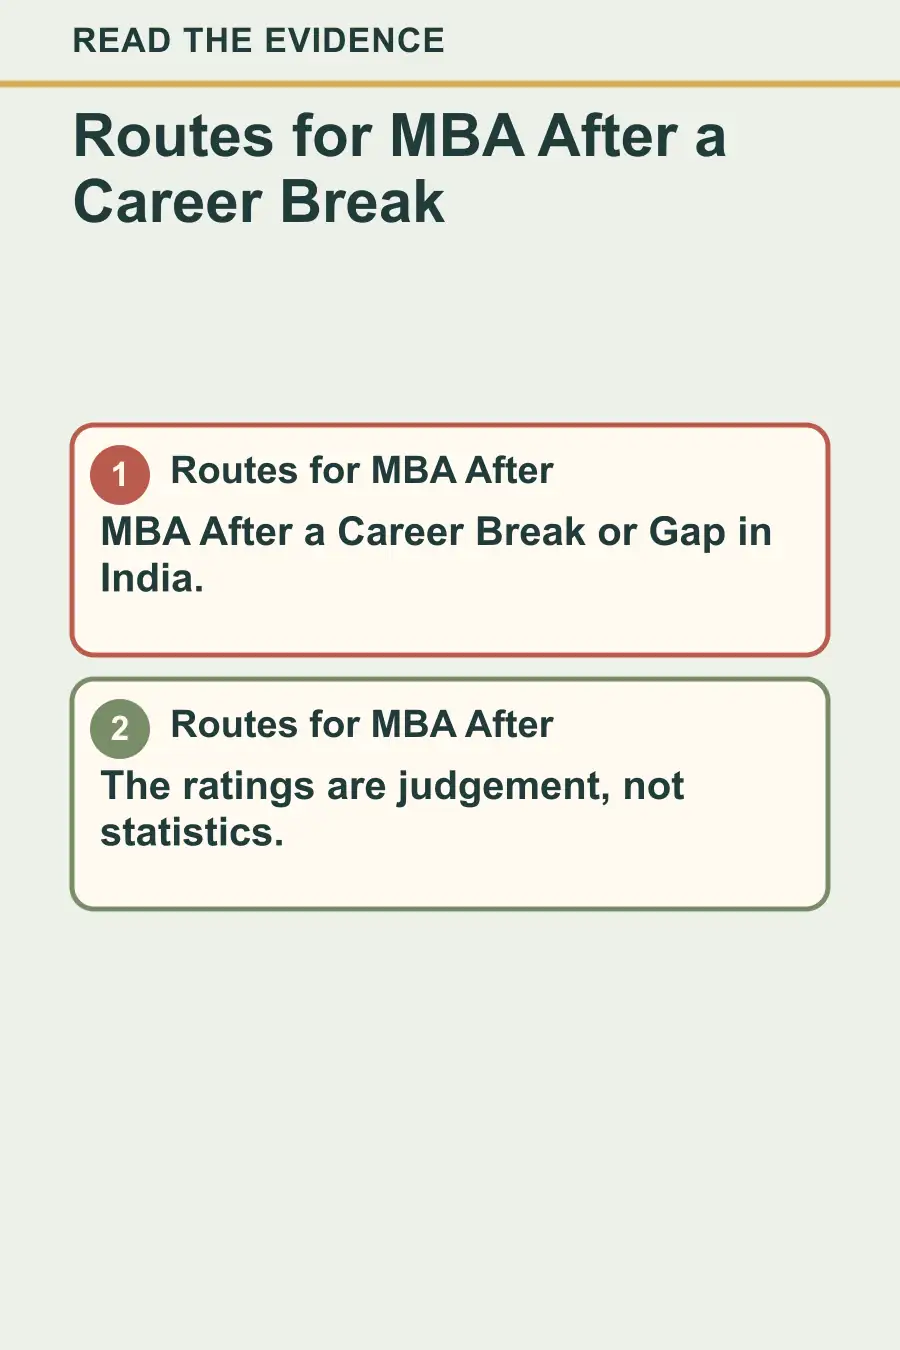 READ THE EVIDENCE
Routes for MBA After a
Career Break
1 Routes for MBA After
MBA After a Career Break or Gap in
India.
2 Routes for MBA After
The ratings are judgement, not
statistics.